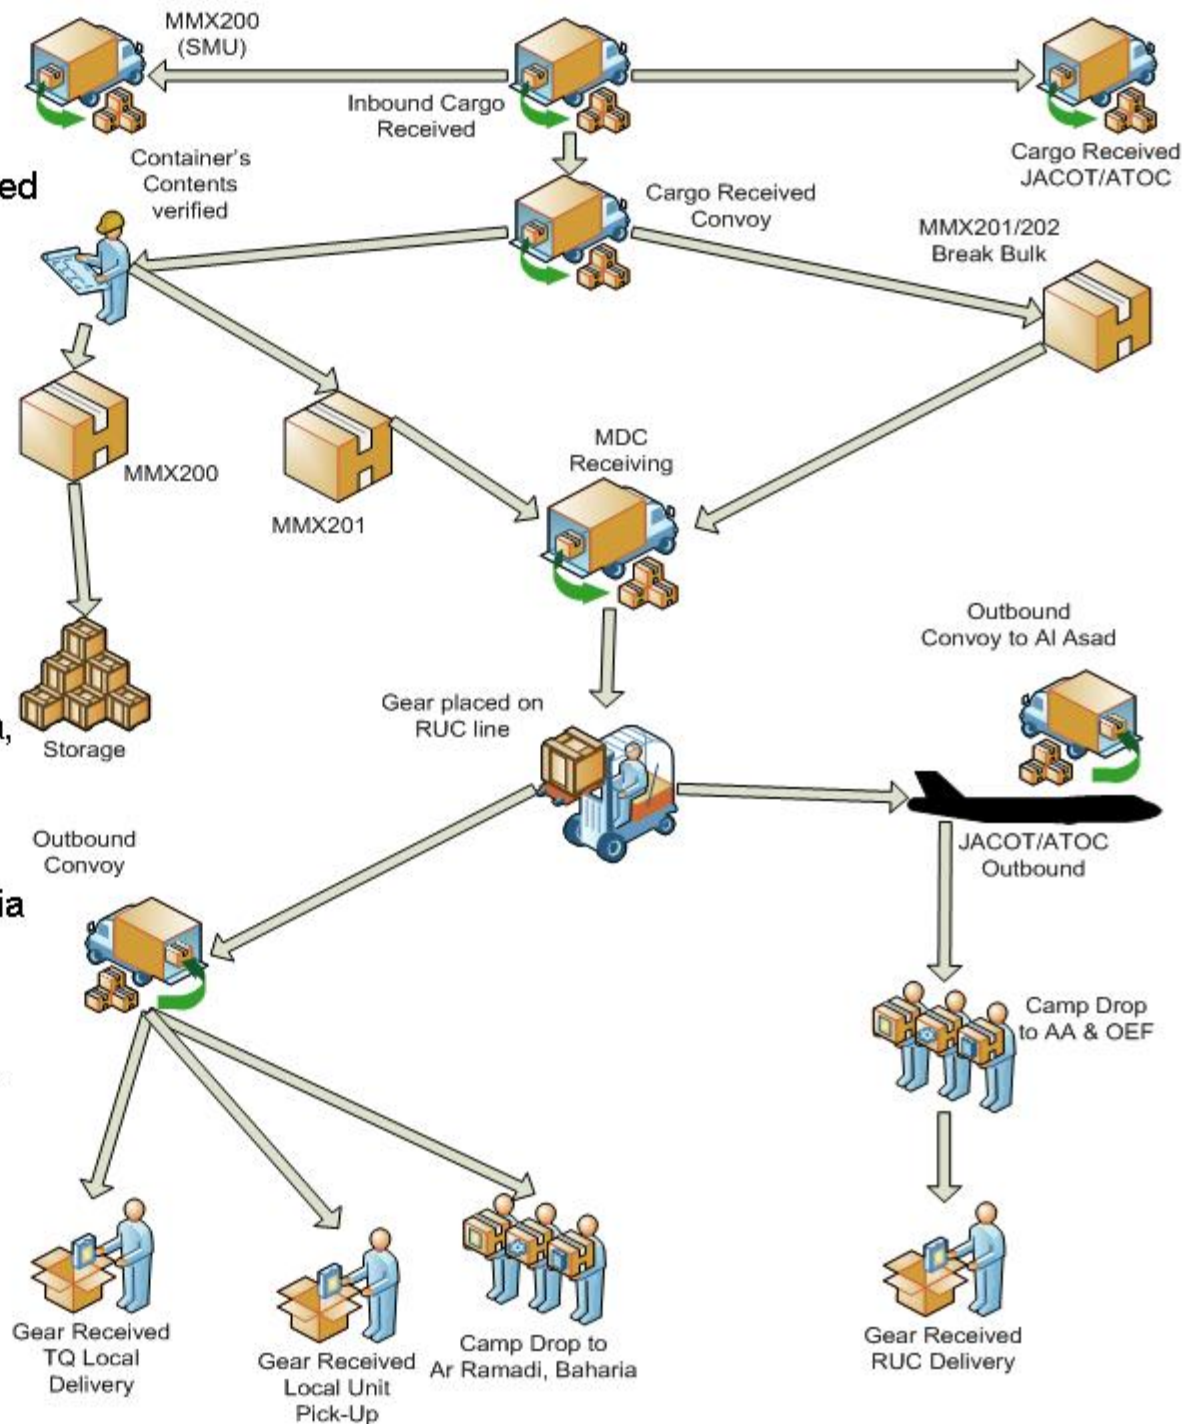 MMX200
(SMU)
Inbound Cargo
Received
Cargo Received
JACOT/ATOC
Container's
Contents
verified
ed
Cargo Received
Convoy
MMX201/202
Break Bulk
MMX200
MMX201
MDC
Receiving
Outbound
Convoy to Al Asad
Gear placed on
RUC line
Storage
JACOT/ATOC
Outbound
Outbound
Convoy
ia
Camp Drop
to AA & OEF
Gear Received
TQ Local
Delivery
Gear Received
Local Unit
Pick-Up
Camp Drop to
Ar Ramadi, Baharia
Gear Received
RUC Delivery